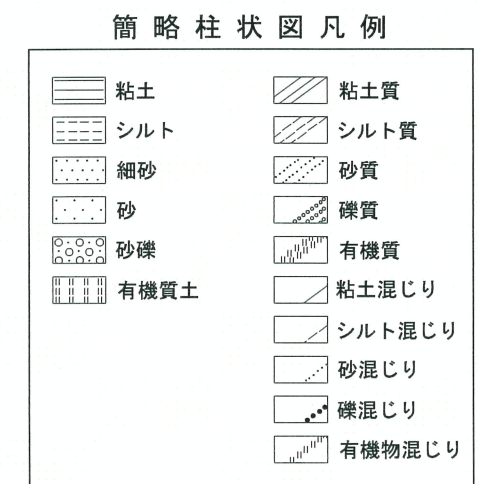 簡略柱状図凡例
粘土
シルト
細砂
砂
砂礫
有機質土
粘土質
シルト質
砂質
礫質
有機質
粘土混じり
シルト混じり
砂混じり
礫混じり
有機物混じり